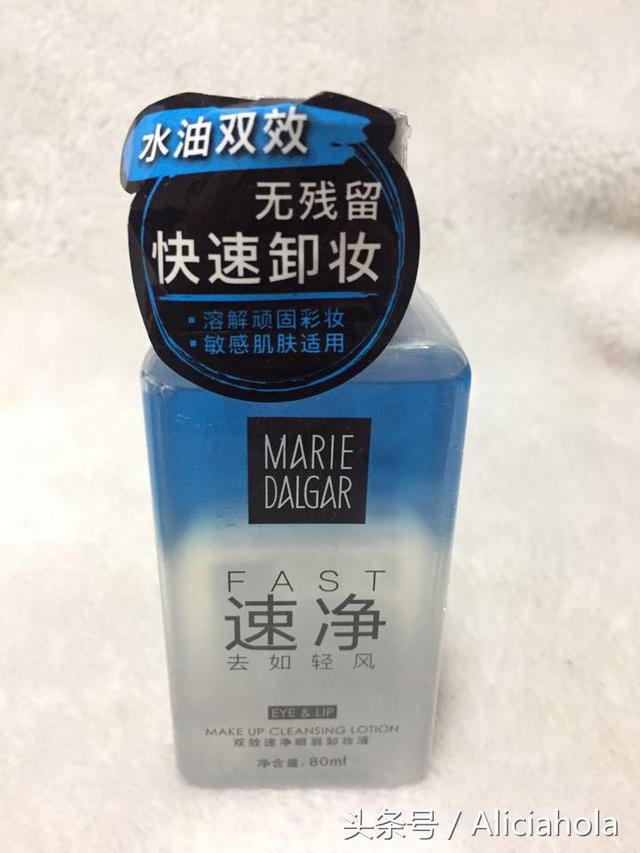 水油双效
无残留
快速卸妆
·溶解顽固彩妆
·敏感肌肤适用
MARIE
DALGAR
FAST
速净
去如轻风
EYE & LIP
MAKE UP CLEANSING LOTION
双效速净眼唇卸妆液
净含量: 80ml
头条号 / Aliciahola